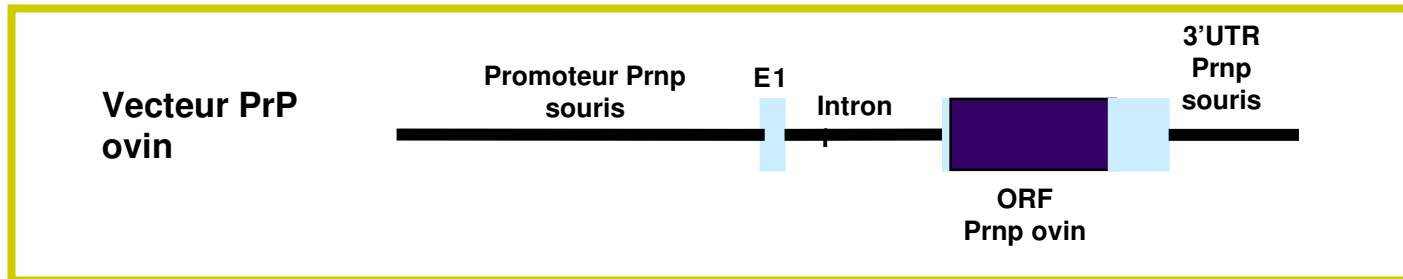 Vecteur PrP
ovin
Promoteur Prnp
souris
E1
Intron
ORF
Prnp ovin
3'UTR
Prnp
souris